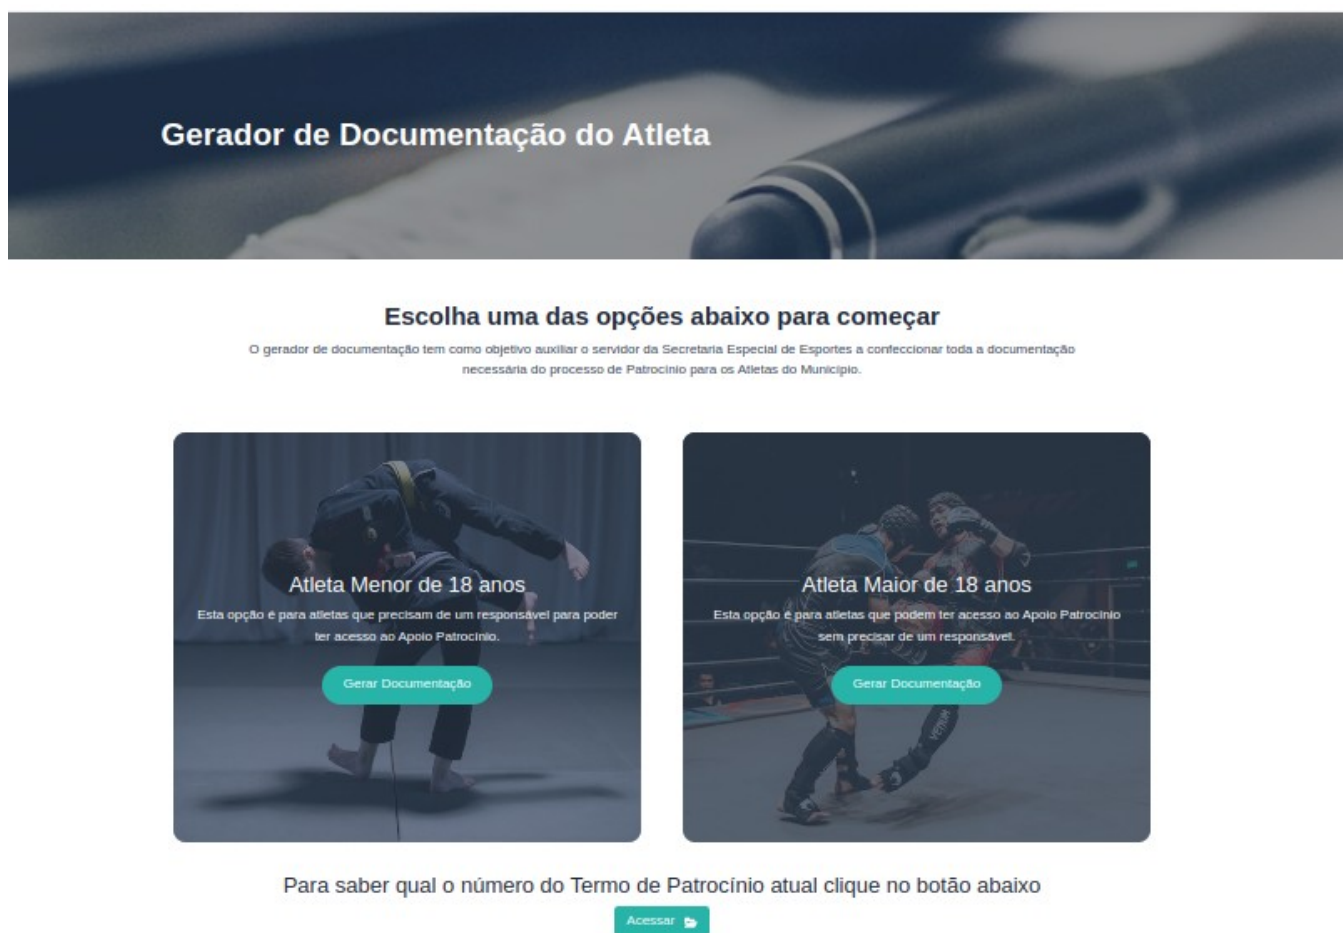 Gerador de Documentação do Atleta
Escolha uma das opções abaixo para começar
O gerador de documentação tem como objetivo auxiliar o servidor da Secretaria Especial de Esportes a confeccionar toda a documentação
necessária do processo de Patrocínio para os Atletas do Município.
Atleta Menor de 18 anos
Esta opção é para atletas que precisam de um responsável para poder
ter acesso ao Apoio Patrocínio.
Gerar Documentação
Atleta Maior de 18 anos
Esta opção é para atletas que podem ter acesso ao Apoio Patrocínio
sem precisar de um responsável.
Gerar Documentação
VENUM
Para saber qual o número do Termo de Patrocínio atual clique no botão abaixo
Acessar